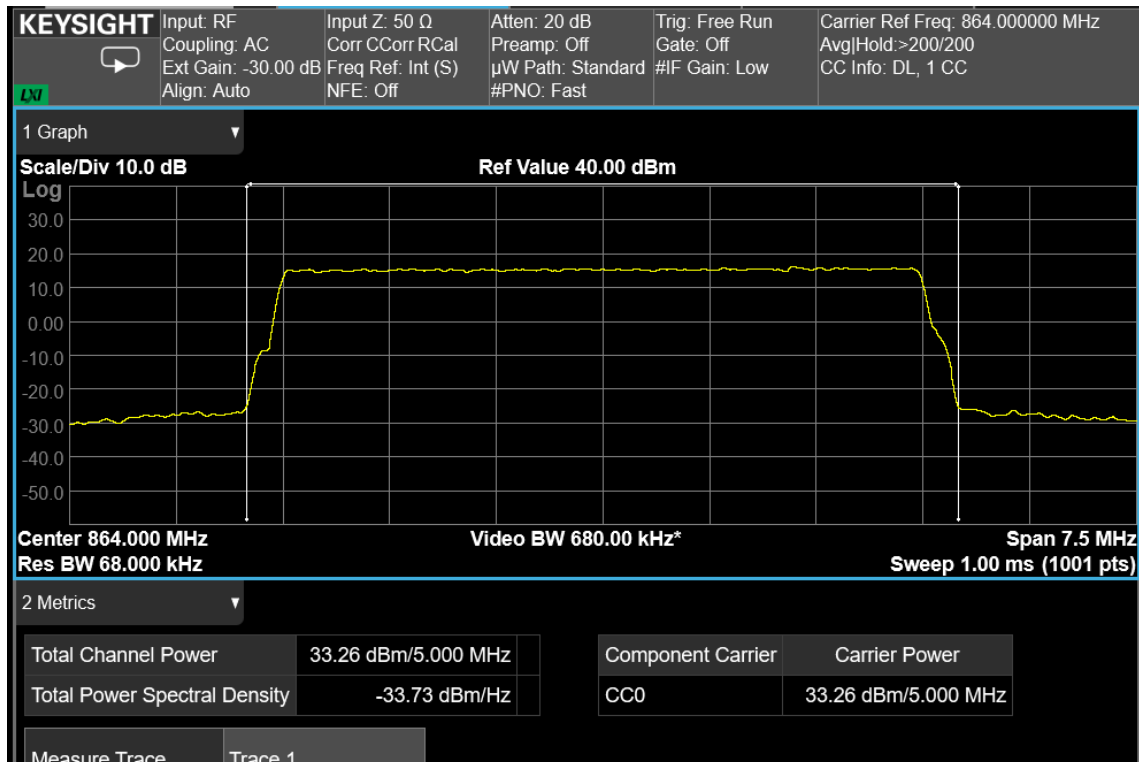 KEYSIGHT Input: RF Input Z: 50 Ω Atten: 20 dB Trig: Free Run Carrier Ref Freq: 864.000000 MHz
Coupling: AC Corr CCorr RCal Preamp: Off Gate: Off Avg|Hold:>200/200
Ext Gain: -30.00 dB Freq Ref: Int (S) µW Path: Standard #IF Gain: Low CC Info: DL, 1 CC
LXI Align: Auto NFE: Off #PNO: Fast
1 Graph
Scale/Div 10.0 dB Ref Value 40.00 dBm
Log
30.0
20.0
10.0
0.00
-10.0
-20.0
-30.0
-40.0
-50.0
Center 864.000 MHz Video BW 680.00 kHz* Span 7.5 MHz
Res BW 68.000 kHz Sweep 1.00 ms (1001 pts)
2 Metrics
Total Channel Power 33.26 dBm/5.000 MHz Component Carrier Carrier Power
Total Power Spectral Density -33.73 dBm/Hz CC0 33.26 dBm/5.000 MHz
Measure Trace Trace 1